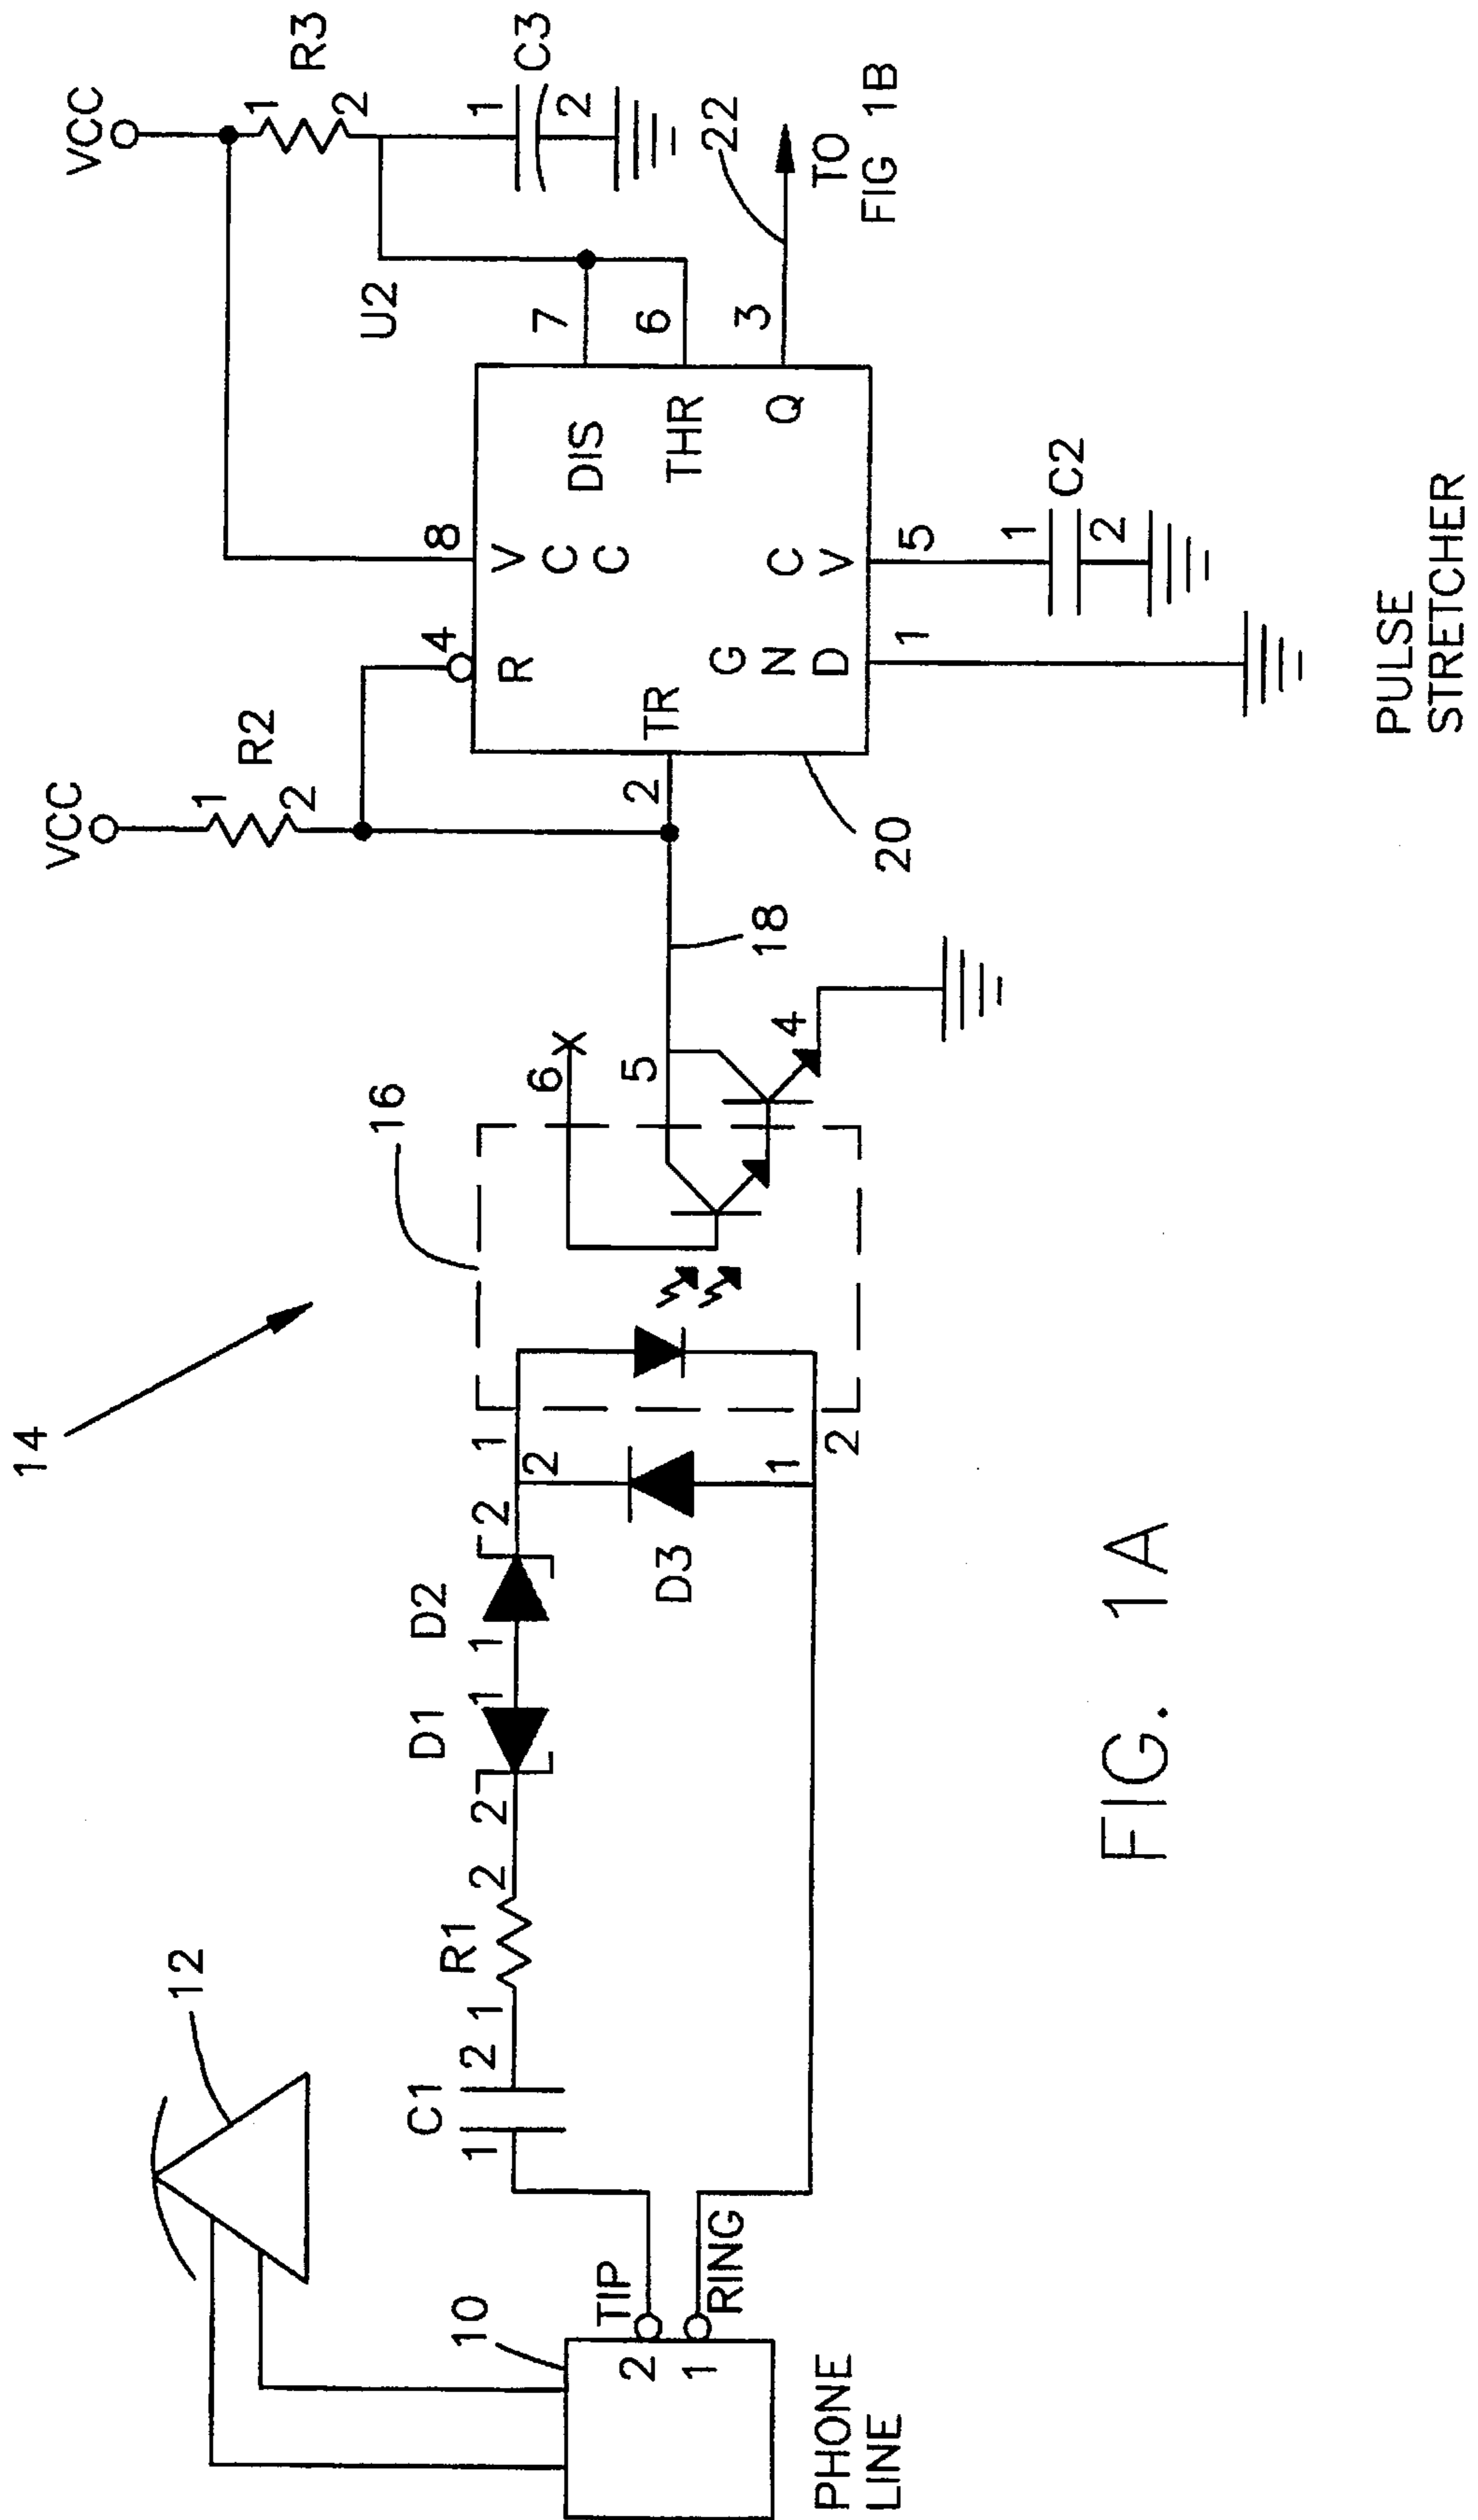 14
12
10
TIP
2
1
RING
PHONE
LINE
C1
1
2
R1
1
2
D1
2
1
D2
1
2
D3
2
1
1
2
16
6
X
5
4
18
VCC
R2
1
2
4
R
TR
2
20
8
V
C
C
G
N
D
1
C
V
5
C2
1
2
DIS
7
THR
6
Q
3
U2
VCC
R3
1
2
C3
1
2
22
TO
FIG 1B
PULSE
STRETCHER
FIG. 1A